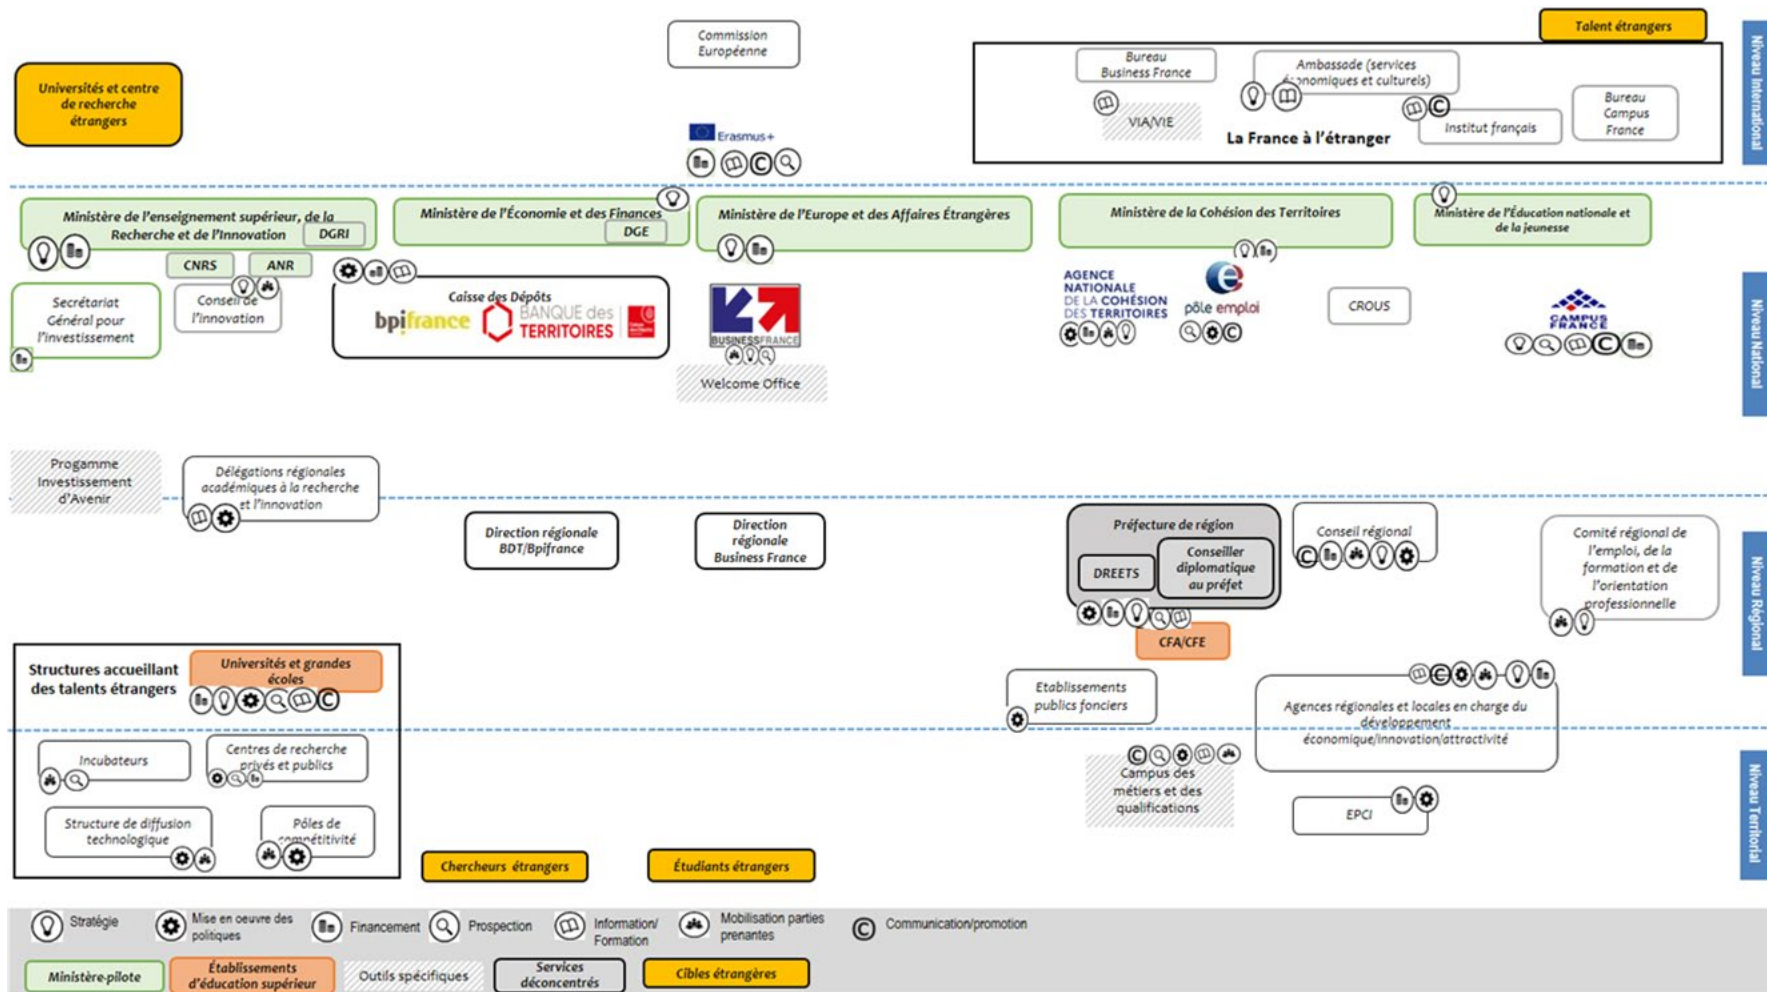 Commission
Européenne
Talent étrangers
Niveau International
Universités et centre
de recherche
étrangers
Bureau
Business France
VIA/VIE
Ambassade (services
économiques et culturels)
Institut français
Bureau
Campus
France
La France à l'étranger
Erasmus+
Ministère de l'enseignement supérieur, de la
Recherche et de l'Innovation
DGRI
Ministère de l'Économie et des Finances
DGE
Ministère de l'Europe et des Affaires Étrangères
Ministère de la Cohésion des Territoires
Ministère de l'Éducation nationale et
de la jeunesse
Niveau National
CNRS
ANR
Secrétariat
Général pour
l'investissement
Conseil de
l'innovation
Caisse des Dépôts
bpifrance
BANQUE des
TERRITOIRES
BUSINESSFRANCE
Welcome Office
AGENCE
NATIONALE
DE LA COHÉSION
DES TERRITOIRES
pôle emploi
CROUS
CAMPUS
FRANCE
Progamme
Investissement
d'Avenir
Délégations régionales
académiques à la recherche
et l'innovation
Direction régionale
BDT/Bpifrance
Direction
régionale
Business France
Préfecture de région
DREETS
Conseiller
diplomatique
au préfet
CFA/CFE
Conseil régional
Comité régional de
l'emploi, de la
formation et de
l'orientation
professionnelle
Niveau Régional
Structures accueillant
des talents étrangers
Universités et grandes
écoles
Etablissements
publics fonciers
Agences régionales et locales en charge du
développement
économique/innovation/attractivité
Incubateurs
Centres de recherche
privés et publics
Structure de diffusion
technologique
Pôles de
compétitivité
Campus des
métiers et des
qualifications
EPCI
Niveau Territorial
Chercheurs étrangers
Étudiants étrangers
Stratégie
Mise en oeuvre des
politiques
Financement
Prospection
Information/
Formation
Mobilisation parties
prenantes
Communication/promotion
Ministère-pilote
Établissements
d'éducation supérieur
Outils spécifiques
Services
déconcentrés
Cibles étrangères